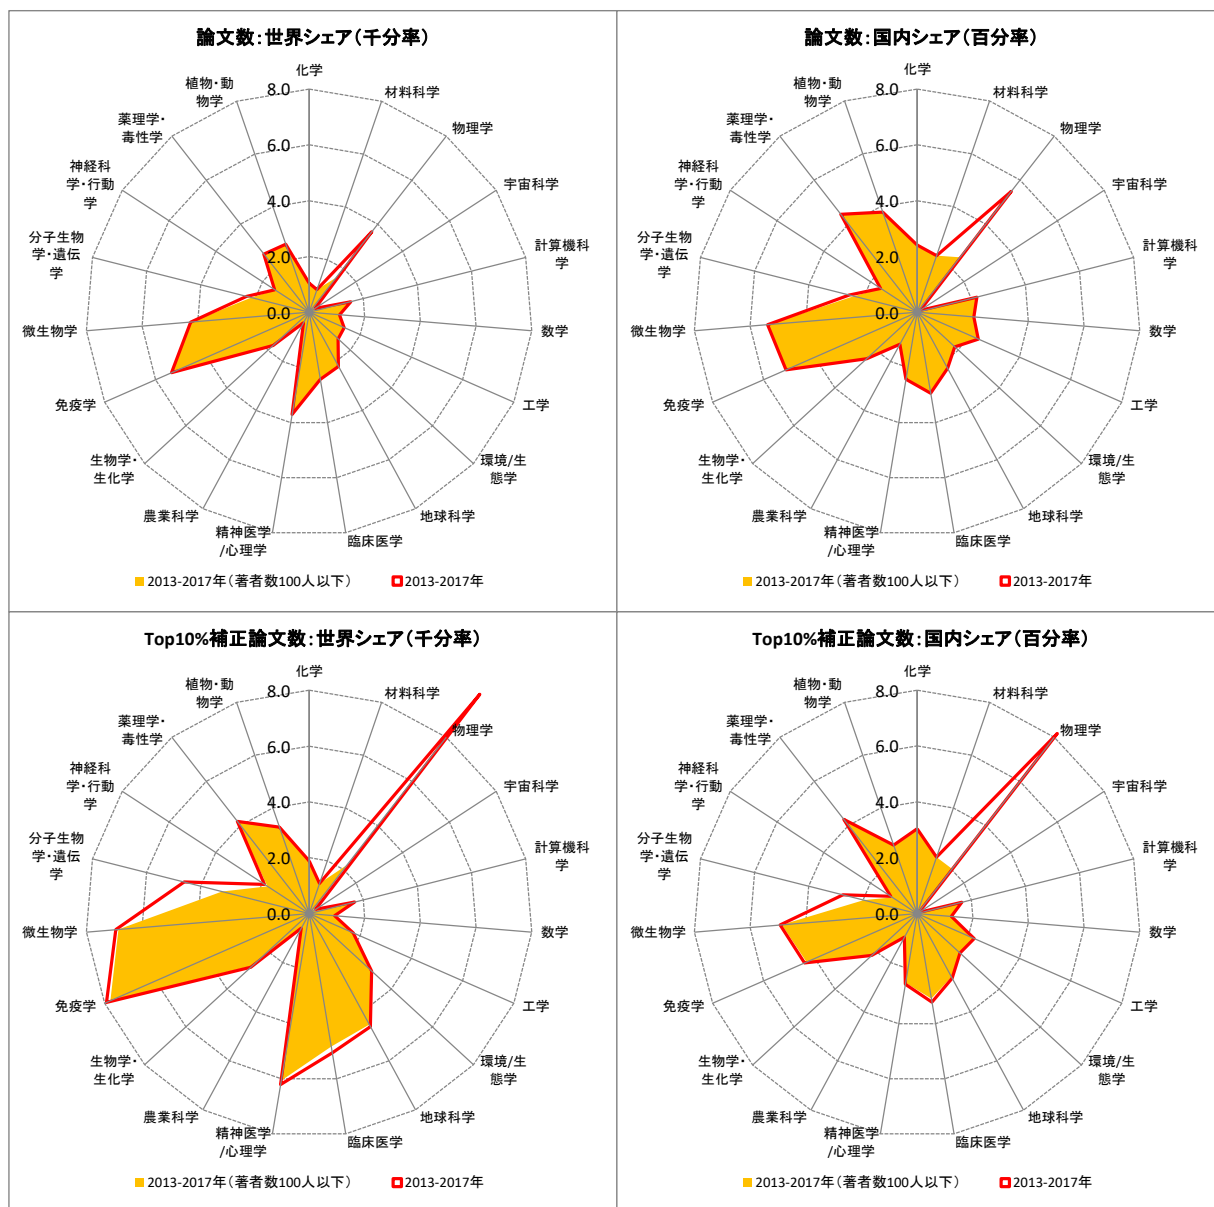 論文数：世界シェア（千分率）
化学
材料科学
物理学
宇宙科学
計算機科
学
数学
工学
環境/生
態学
地球科学
臨床医学
精神医学
/心理学
農業科学
生物学・
生化学
免疫学
微生物学
分子生物
学・遺伝
学
神経科
学・行動
学
薬理学・
毒性学
植物・動
物学
8.0
6.0
4.0
2.0
0.0
2013-2017年（著者数100人以下）
2013-2017年
論文数：国内シェア（百分率）
化学
材料科学
物理学
宇宙科学
計算機科
学
数学
工学
環境/生
態学
地球科学
臨床医学
精神医学
/心理学
農業科学
生物学・
生化学
免疫学
微生物学
分子生物
学・遺伝
学
神経科
学・行動
学
薬理学・
毒性学
植物・動
物学
8.0
6.0
4.0
2.0
0.0
2013-2017年（著者数100人以下）
2013-2017年
Top10%補正論文数：世界シェア（千分率）
化学
材料科学
物理学
宇宙科学
計算機科
学
数学
工学
環境/生
態学
地球科学
臨床医学
精神医学
/心理学
農業科学
生物学・
生化学
免疫学
微生物学
分子生物
学・遺伝
学
神経科
学・行動
学
薬理学・
毒性学
植物・動
物学
8.0
6.0
4.0
2.0
0.0
2013-2017年（著者数100人以下）
2013-2017年
Top10%補正論文数：国内シェア（百分率）
化学
材料科学
物理学
宇宙科学
計算機科
学
数学
工学
環境/生
態学
地球科学
臨床医学
精神医学
/心理学
農業科学
生物学・
生化学
免疫学
微生物学
分子生物
学・遺伝
学
神経科
学・行動
学
薬理学・
毒性学
植物・動
物学
8.0
6.0
4.0
2.0
0.0
2013-2017年（著者数100人以下）
2013-2017年